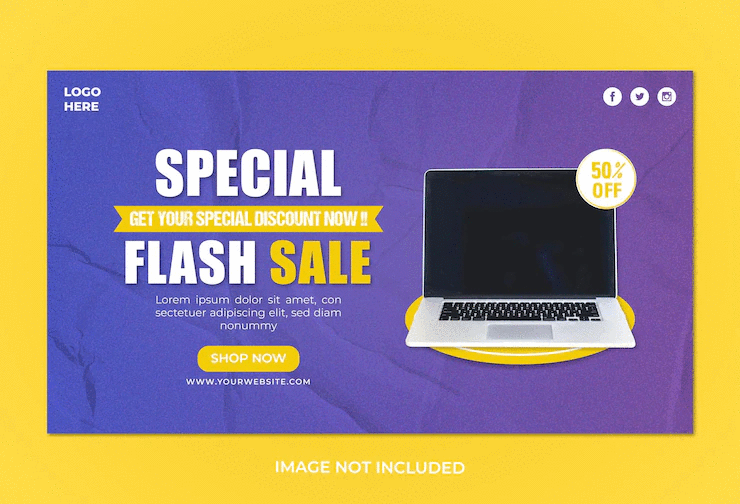 LOGO
HERE
SPECIAL
GET YOUR SPECIAL DISCOUNT NOW !!
FLASH SALE
Lorem ipsum dolor sit amet, con
sectetuer adipiscing elit, sed diam
nonummy
SHOP NOW
WWW.YOURWEBSITE.COM
50%
OFF
IMAGE NOT INCLUDED